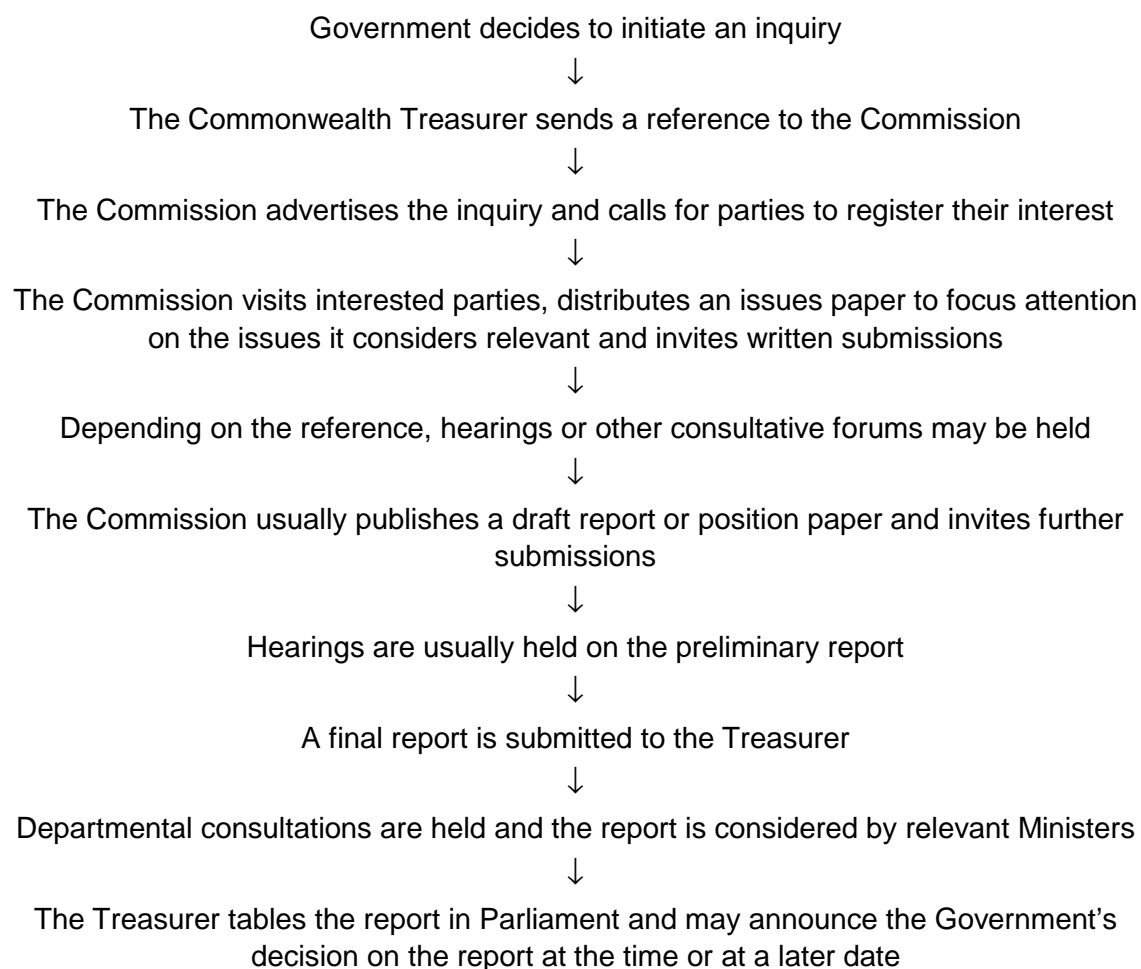 Government decides to initiate an inquiry
↓
The Commonwealth Treasurer sends a reference to the Commission
↓
The Commission advertises the inquiry and calls for parties to register their interest
↓
The Commission visits interested parties, distributes an issues paper to focus attention
on the issues it considers relevant and invites written submissions
↓
Depending on the reference, hearings or other consultative forums may be held
↓
The Commission usually publishes a draft report or position paper and invites further
submissions
↓
Hearings are usually held on the preliminary report
↓
A final report is submitted to the Treasurer
↓
Departmental consultations are held and the report is considered by relevant Ministers
↓
The Treasurer tables the report in Parliament and may announce the Government’s
decision on the report at the time or at a later date